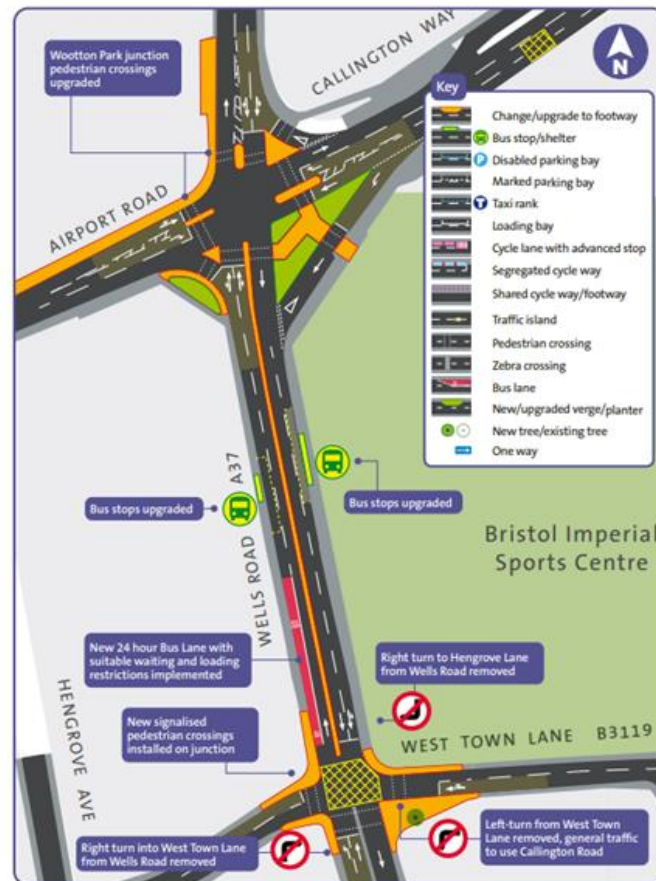 Wootton Park junction
pedestrian crossings
upgraded
CALLINGTON WAY
N
AIRPORT ROAD
Key
Change/upgrade to footway
Bus stop/shelter
P
Disabled parking bay
Marked parking bay
T
Taxi rank
Loading bay
Cycle lane with advanced stop
Segregated cycle way
Shared cycle way/footway
Traffic island
Pedestrian crossing
Zebra crossing
Bus lane
New/upgraded verge/planter
New tree/existing tree
One way
Bus stops upgraded
Bus stops upgraded
WELLS ROAD A37
Bristol Imperial
Sports Centre
New 24 hour Bus Lane with
suitable waiting and loading
restrictions implemented
Right turn to Hengrove Lane
from Wells Road removed
HENGROVE AVE
New signalised
pedestrian crossings
installed on junction
WEST TOWN LANE B3119
Right turn into West Town Lane
from Wells Road removed
Left-turn from West Town
Lane removed, general traffic
to use Callington Road